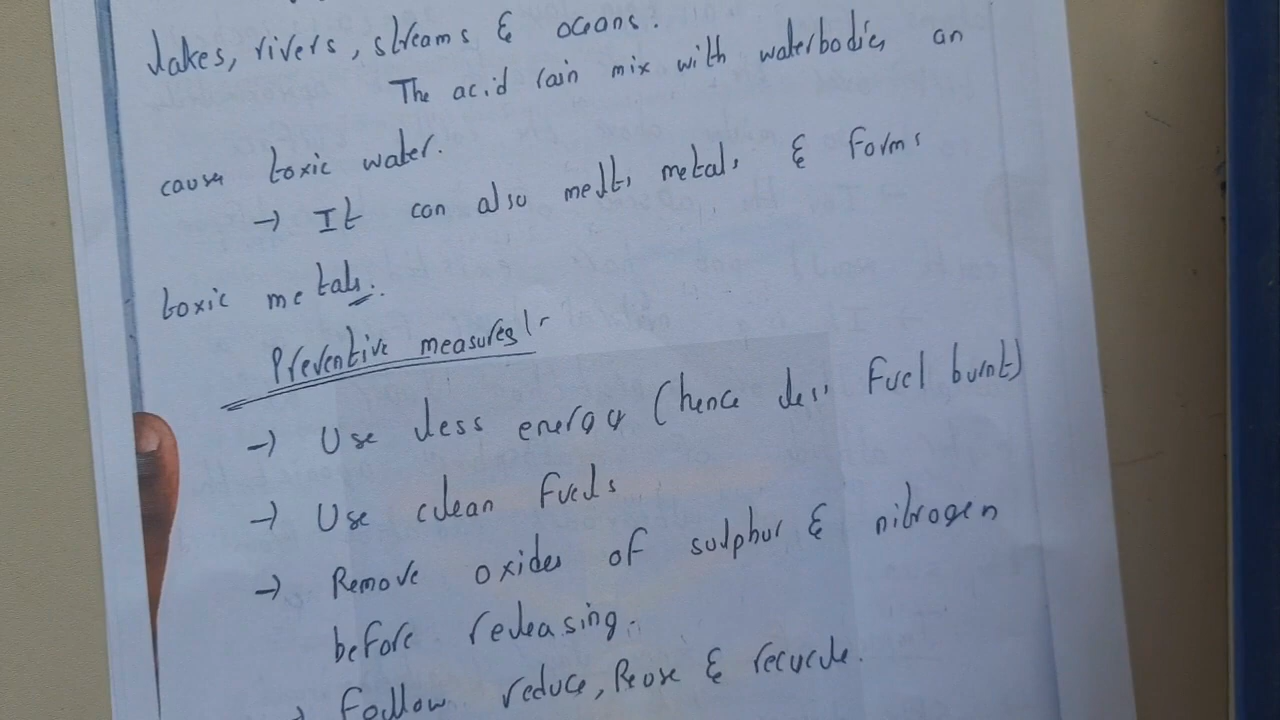 lakes, rivers, streams & oceans.
The acid rain mix with waterbodies an
cause toxic water.
→ It can also melts metals & forms
toxic metals.
Preventive measures:-
→ Use less energy (hence less fuel burnt)
→ Use clean fuels
→ Remove oxides of sulphur & nitrogen
before releasing.
→ Follow reduce, Reuse & recycle.